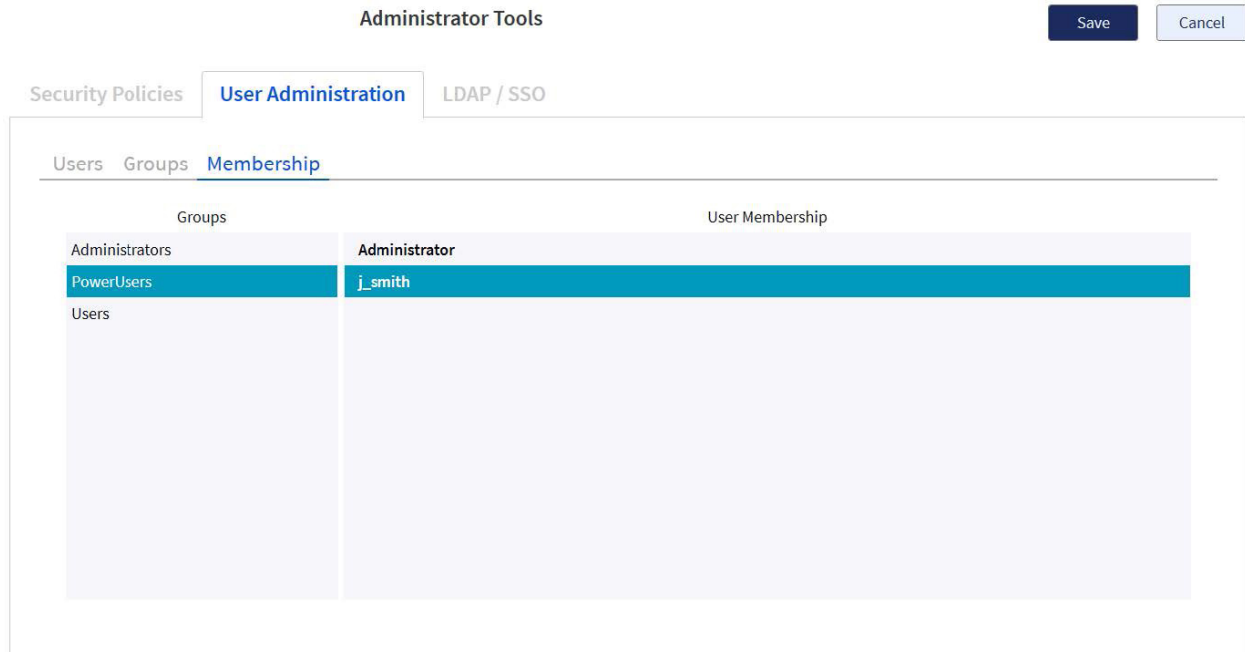 Administrator Tools
Save
Cancel
Security Policies
User Administration
LDAP / SSO
Users
Groups
Membership
Groups
User Membership
Administrators
Administrator
PowerUsers
j_smith
Users